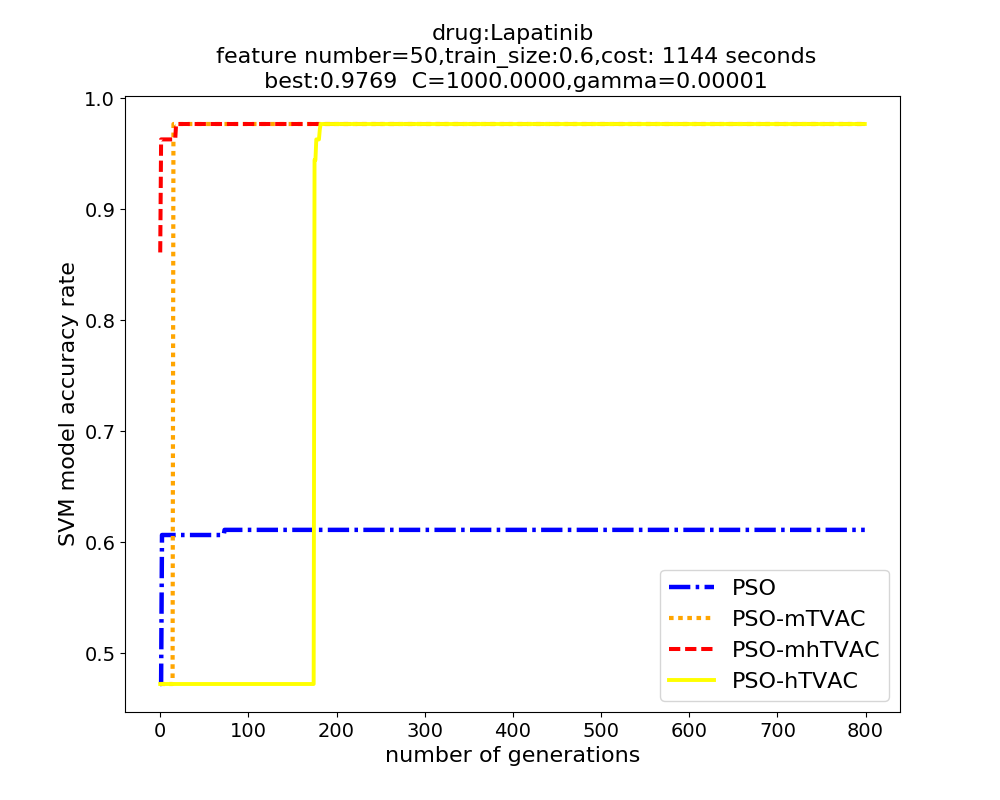 drug:Lapatinib
feature number=50,train_size:0.6,cost: 1144 seconds
best:0.9769  C=1000.0000,gamma=0.00001
1.0
0.9
0.8
0.7
0.6
0.5
SVM model accuracy rate
PSO
PSO-mTVAC
PSO-mhTVAC
PSO-hTVAC
0 100 200 300 400 500 600 700 800
number of generations